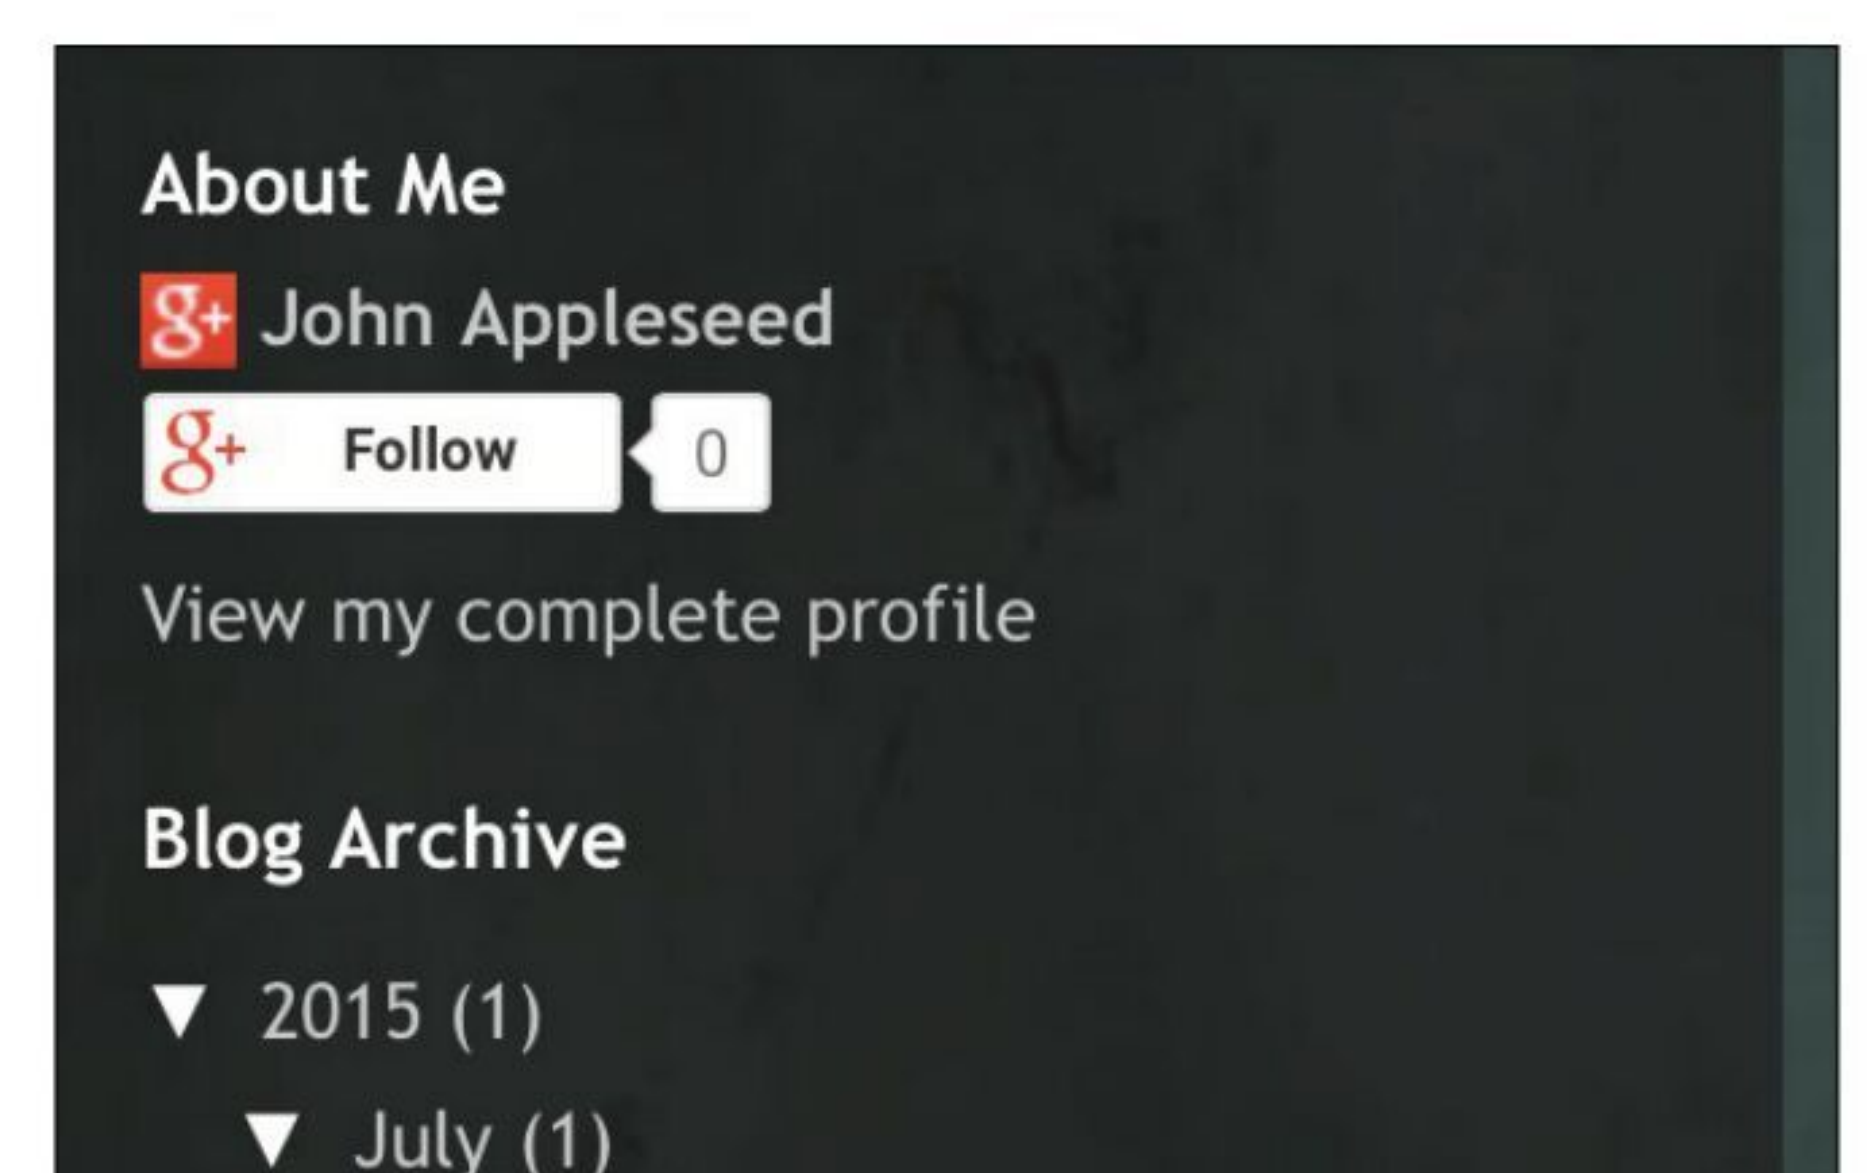 About Me
g+ John Appleseed
g+ Follow 0
View my complete profile
Blog Archive
▼ 2015 (1)
▼ July (1)